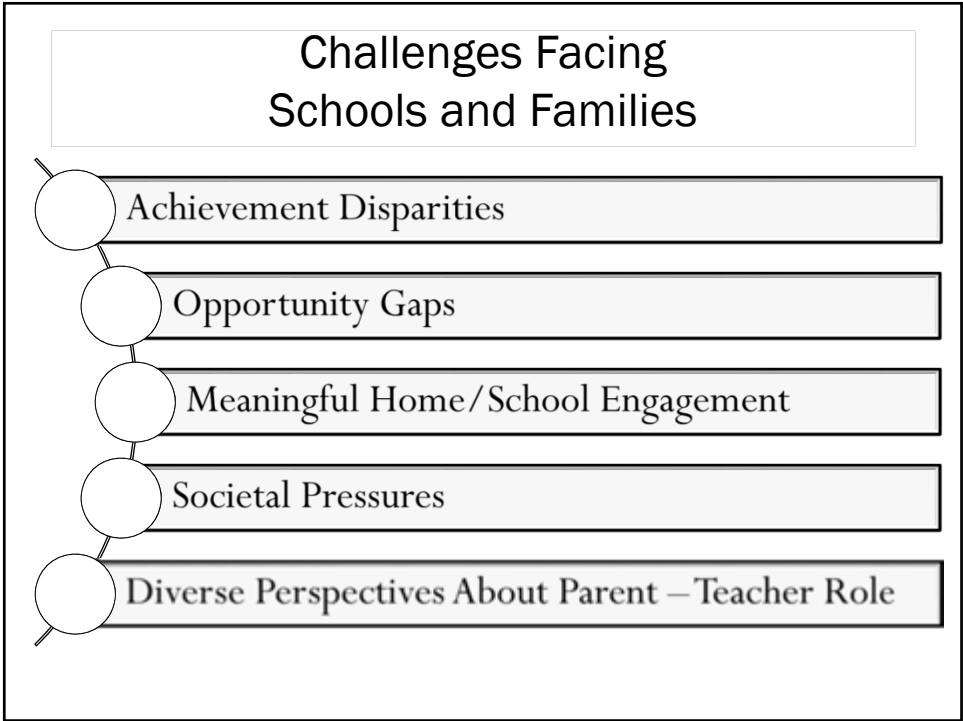 Challenges Facing
Schools and Families
Achievement Disparities
Opportunity Gaps
Meaningful Home/School Engagement
Societal Pressures
Diverse Perspectives About Parent – Teacher Role